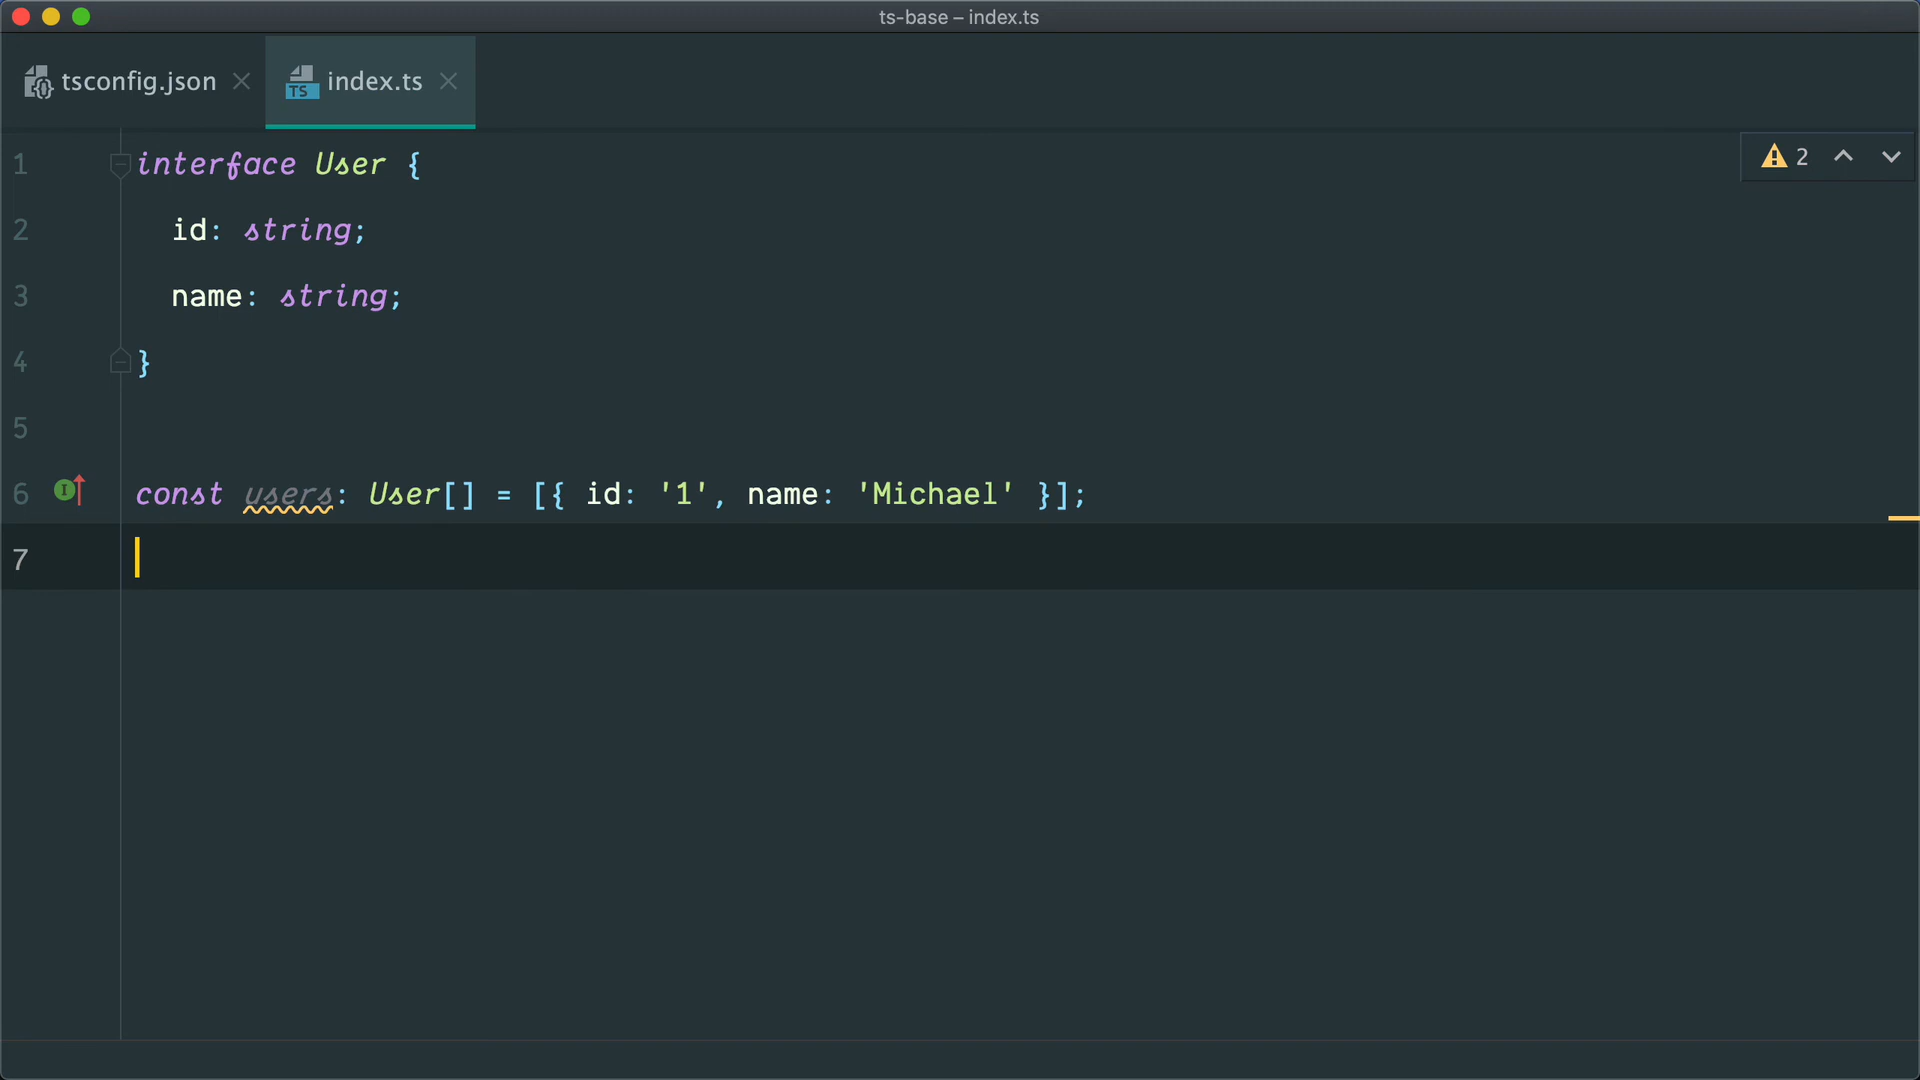 ts-base – index.ts
tsconfig.json
TS index.ts
2
1 interface User {
2 id: string;
3 name: string;
4 }
5
6 I const users: User[] = [{ id: '1', name: 'Michael' }];
7